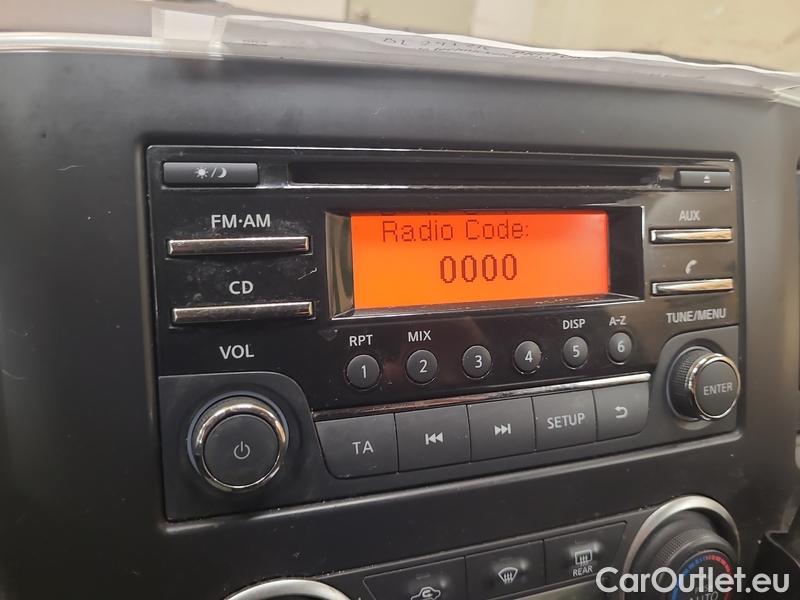 FM·AM
CD
VOL
Radio Code:
0000
AUX
TUNE/MENU
RPT
MIX
DISP
A-Z
1
2
3
4
5
6
ENTER
TA
SETUP
REAR
AUTO
CarOutlet.eu